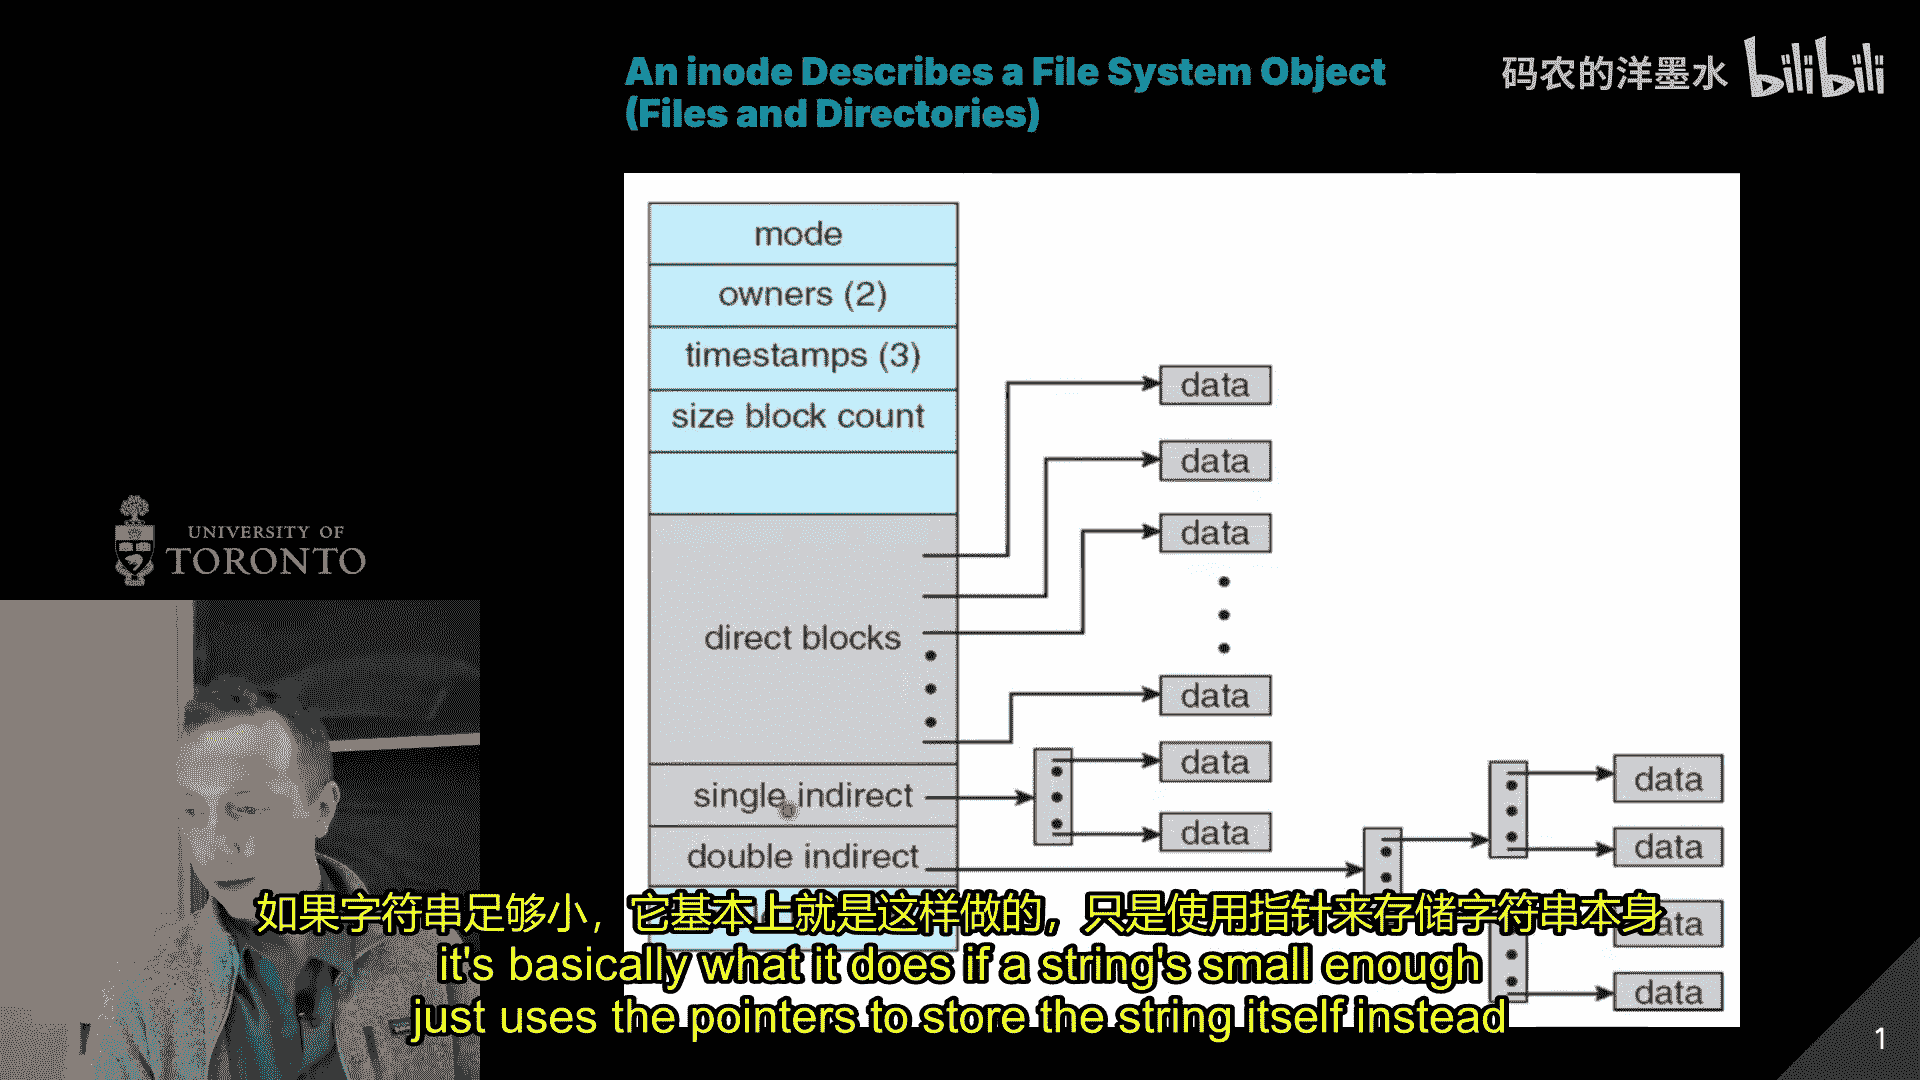 An inode Describes a File System Object
(Files and Directories)
码农的洋墨水 bilibili
mode
owners (2)
timestamps (3)
size block count
direct blocks
single indirect
double indirect
data
data
data
data
data
data
data
data
data
data
UNIVERSITY OF
TORONTO
如果字符串足够小，它基本上就是这样做的，只是使用指针来存储字符串本身
it's basically what it does if a string's small enough
just uses the pointers to store the string itself instead
1